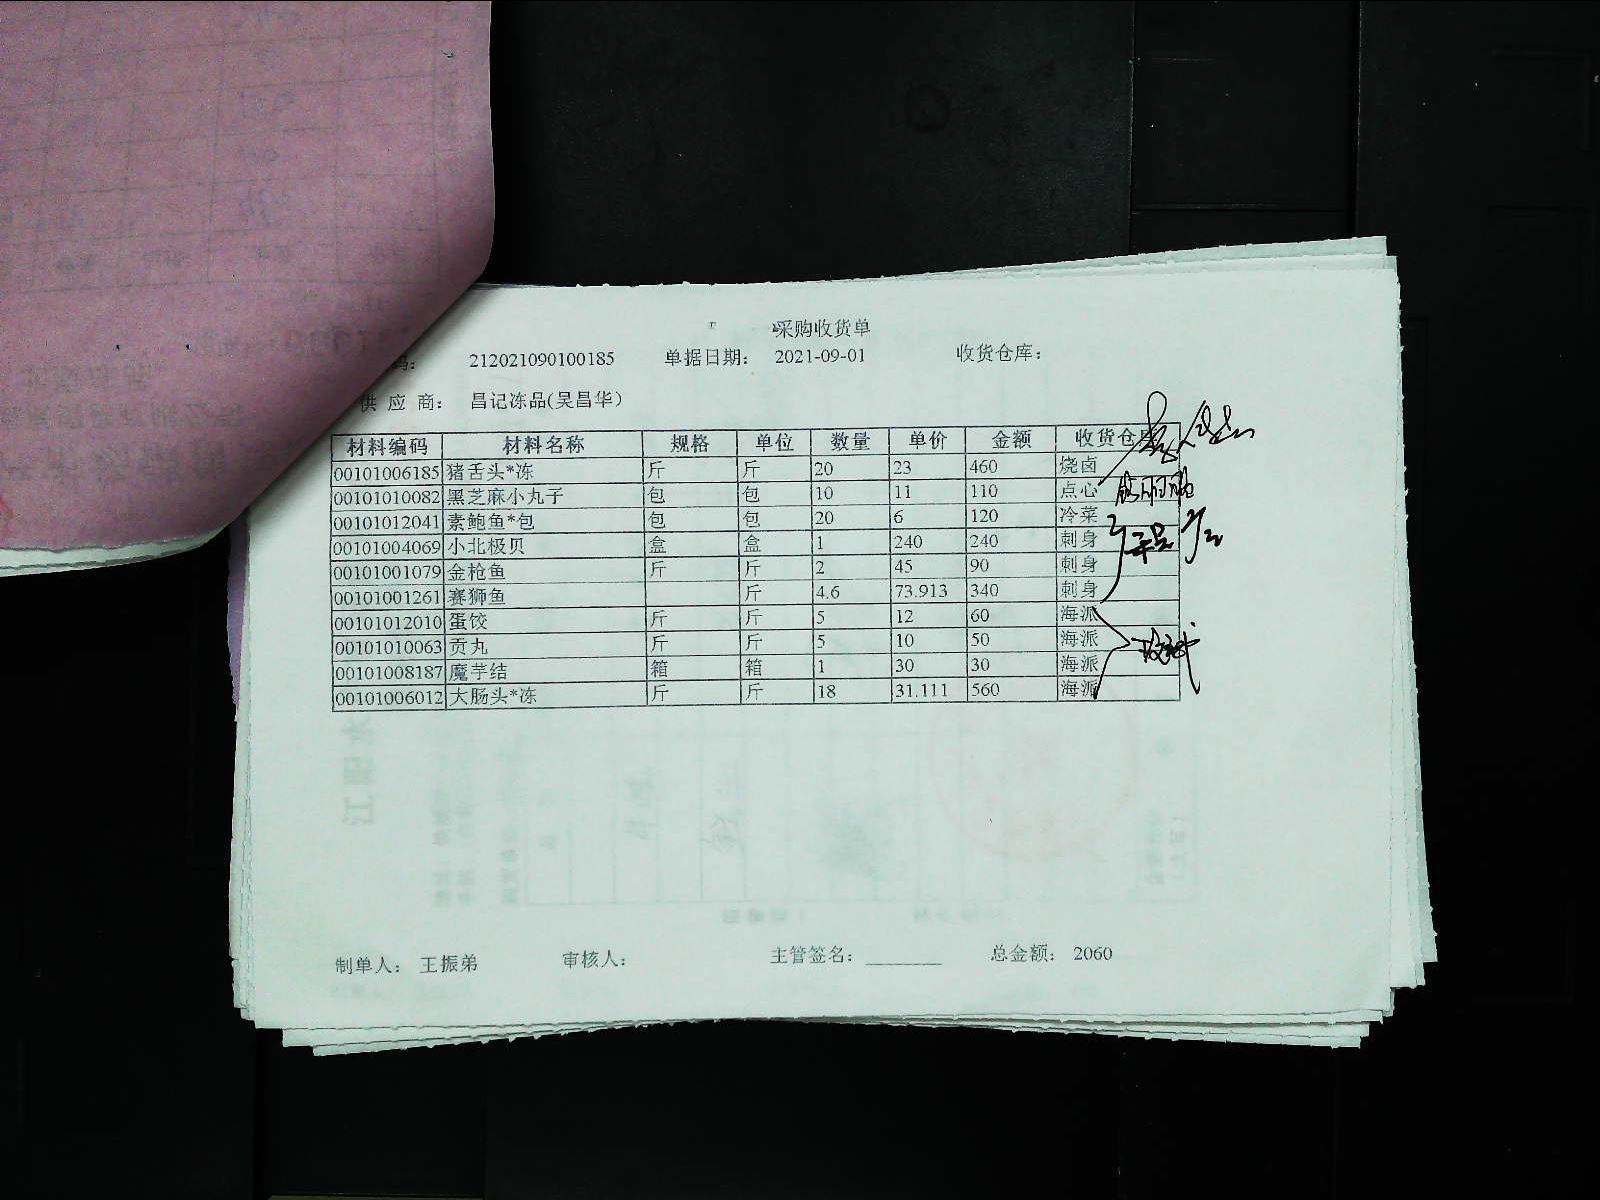 采购收货单
码: 212021090100185 单据日期: 2021-09-01 收货仓库:
供 应 商: 昌记冻品(吴昌华)
材料编码 材料名称 规格 单位 数量 单价 金额 收货仓库
00101006185 猪舌头*冻 斤 斤 20 23 460 烧卤
00101010082 黑芝麻小丸子 包 包 10 11 110 点心
00101012041 素鲍鱼*包 包 包 20 6 120 冷菜
00101004069 小北极贝 盒 盒 1 240 240 刺身
00101001079 金枪鱼 斤 斤 2 45 90 刺身
00101001261 赛狮鱼 斤 4.6 73.913 340 刺身
00101012010 蛋饺 斤 斤 5 12 60 海派
00101010063 贡丸 斤 斤 5 10 50 海派
00101008187 魔芋结 箱 箱 1 30 30 海派
00101006012 大肠头*冻 斤 斤 18 31.111 560 海派
制单人: 王振弟 审核人: 主管签名: ________ 总金额: 2060